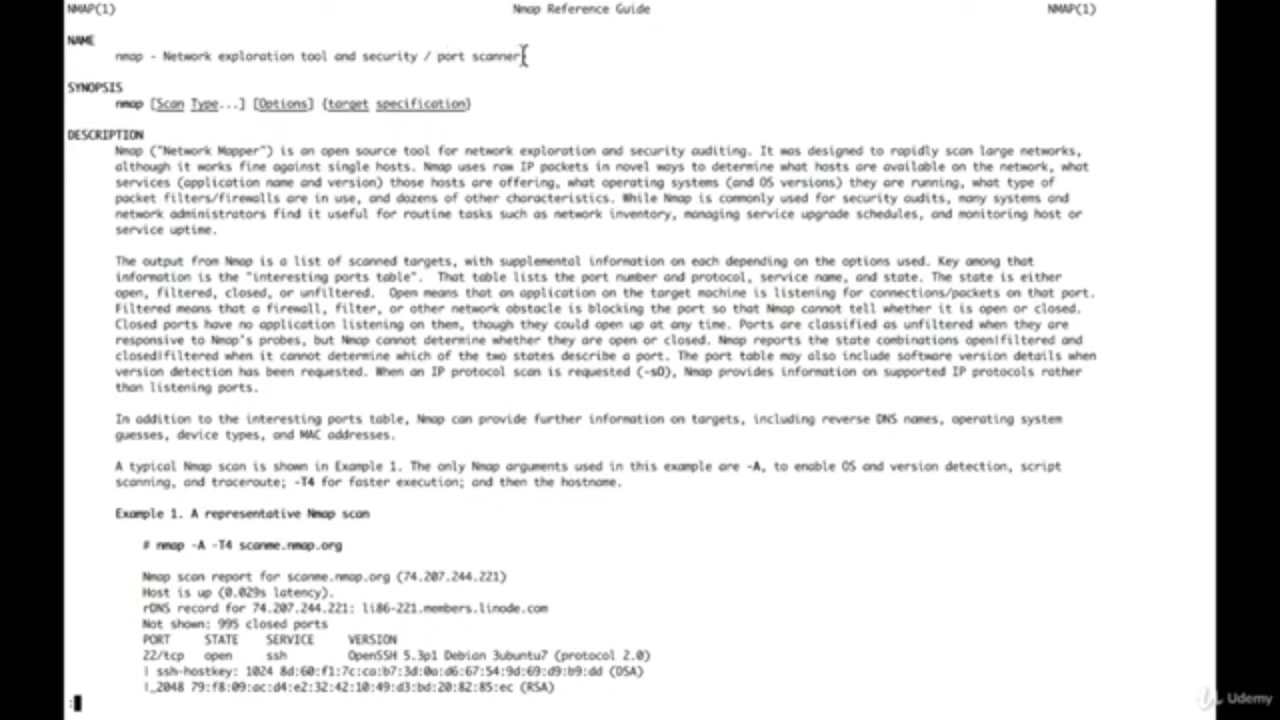 NMAP(1) Nmap Reference Guide NMAP(1)
NAME
nmap - Network exploration tool and security / port scanner
SYNOPSIS
nmap [Scan Type...] [Options] {target specification}
DESCRIPTION
Nmap ("Network Mapper") is an open source tool for network exploration and security auditing. It was designed to rapidly scan large networks,
although it works fine against single hosts. Nmap uses raw IP packets in novel ways to determine what hosts are available on the network, what
services (application name and version) those hosts are offering, what operating systems (and OS versions) they are running, what type of
packet filters/firewalls are in use, and dozens of other characteristics. While Nmap is commonly used for security audits, many systems and
network administrators find it useful for routine tasks such as network inventory, managing service upgrade schedules, and monitoring host or
service uptime.
The output from Nmap is a list of scanned targets, with supplemental information on each depending on the options used. Key among that
information is the "interesting ports table". That table lists the port number and protocol, service name, and state. The state is either
open, filtered, closed, or unfiltered. Open means that an application on the target machine is listening for connections/packets on that port.
Filtered means that a firewall, filter, or other network obstacle is blocking the port so that Nmap cannot tell whether it is open or closed.
Closed ports have no application listening on them, though they could open up at any time. Ports are classified as unfiltered when they are
responsive to Nmap's probes, but Nmap cannot determine whether they are open or closed. Nmap reports the state combinations open|filtered and
closed|filtered when it cannot determine which of the two states describe a port. The port table may also include software version details when
version detection has been requested. When an IP protocol scan is requested (-sO), Nmap provides information on supported IP protocols rather
than listening ports.
In addition to the interesting ports table, Nmap can provide further information on targets, including reverse DNS names, operating system
guesses, device types, and MAC addresses.
A typical Nmap scan is shown in Example 1. The only Nmap arguments used in this example are -A, to enable OS and version detection, script
scanning, and traceroute; -T4 for faster execution; and then the hostname.
Example 1. A representative Nmap scan
# nmap -A -T4 scanme.nmap.org
Nmap scan report for scanme.nmap.org (74.207.244.221)
Host is up (0.029s latency).
rDNS record for 74.207.244.221: li86-221.members.linode.com
Not shown: 995 closed ports
PORT STATE SERVICE VERSION
22/tcp open ssh OpenSSH 5.3p1 Debian 3ubuntu7 (protocol 2.0)
| ssh-hostkey: 1024 8d:60:f1:7c:ca:b7:3d:0a:d6:67:54:9d:69:d9:b9:dd (DSA)
|_2048 79:f8:09:ac:d4:e2:32:42:10:49:d3:bd:20:82:85:ec (RSA)
:
Udemy